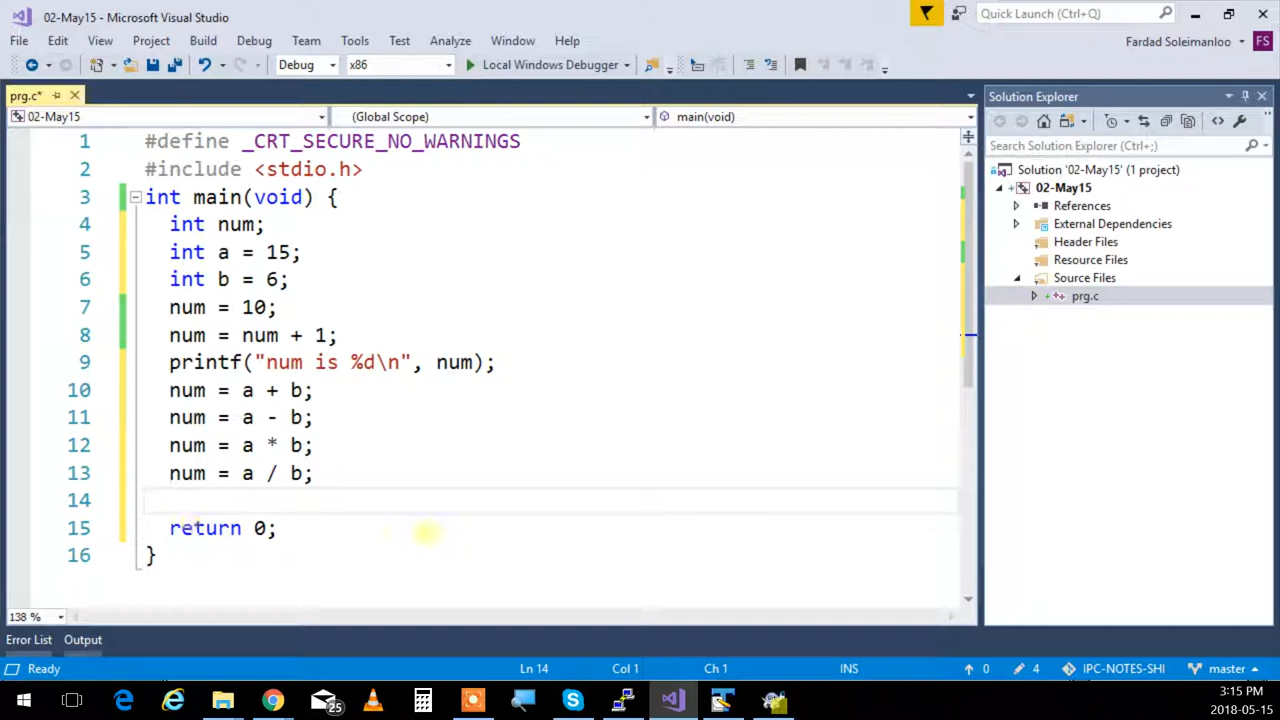 02-May15 - Microsoft Visual Studio
Quick Launch (Ctrl+Q)
File Edit View Project Build Debug Team Tools Test Analyze Window Help
Fardad Soleimanloo FS
Debug x86 Local Windows Debugger
prg.c*
02-May15 (Global Scope) main(void)
1 #define _CRT_SECURE_NO_WARNINGS
2 #include <stdio.h>
3 int main(void) {
4 int num;
5 int a = 15;
6 int b = 6;
7 num = 10;
8 num = num + 1;
9 printf("num is %d\n", num);
10 num = a + b;
11 num = a - b;
12 num = a * b;
13 num = a / b;
14
15 return 0;
16 }
138 %
Solution Explorer
Search Solution Explorer (Ctrl+;)
Solution '02-May15' (1 project)
02-May15
References
External Dependencies
Header Files
Resource Files
Source Files
prg.c
Error List Output
Ready Ln 14 Col 1 Ch 1 INS 0 4 IPC-NOTES-SHI master
25
3:15 PM
2018-05-15